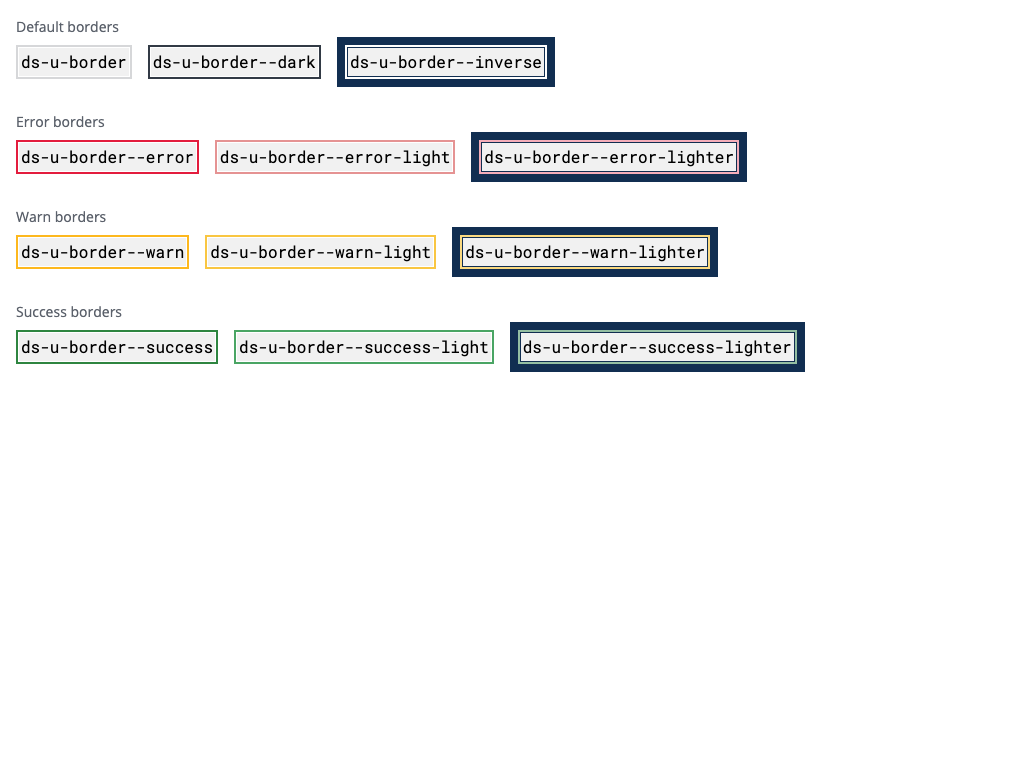 Default borders
ds-u-border ds-u-border--dark ds-u-border--inverse
Error borders
ds-u-border--error ds-u-border--error-light ds-u-border--error-lighter
Warn borders
ds-u-border--warn ds-u-border--warn-light ds-u-border--warn-lighter
Success borders
ds-u-border--success ds-u-border--success-light ds-u-border--success-lighter